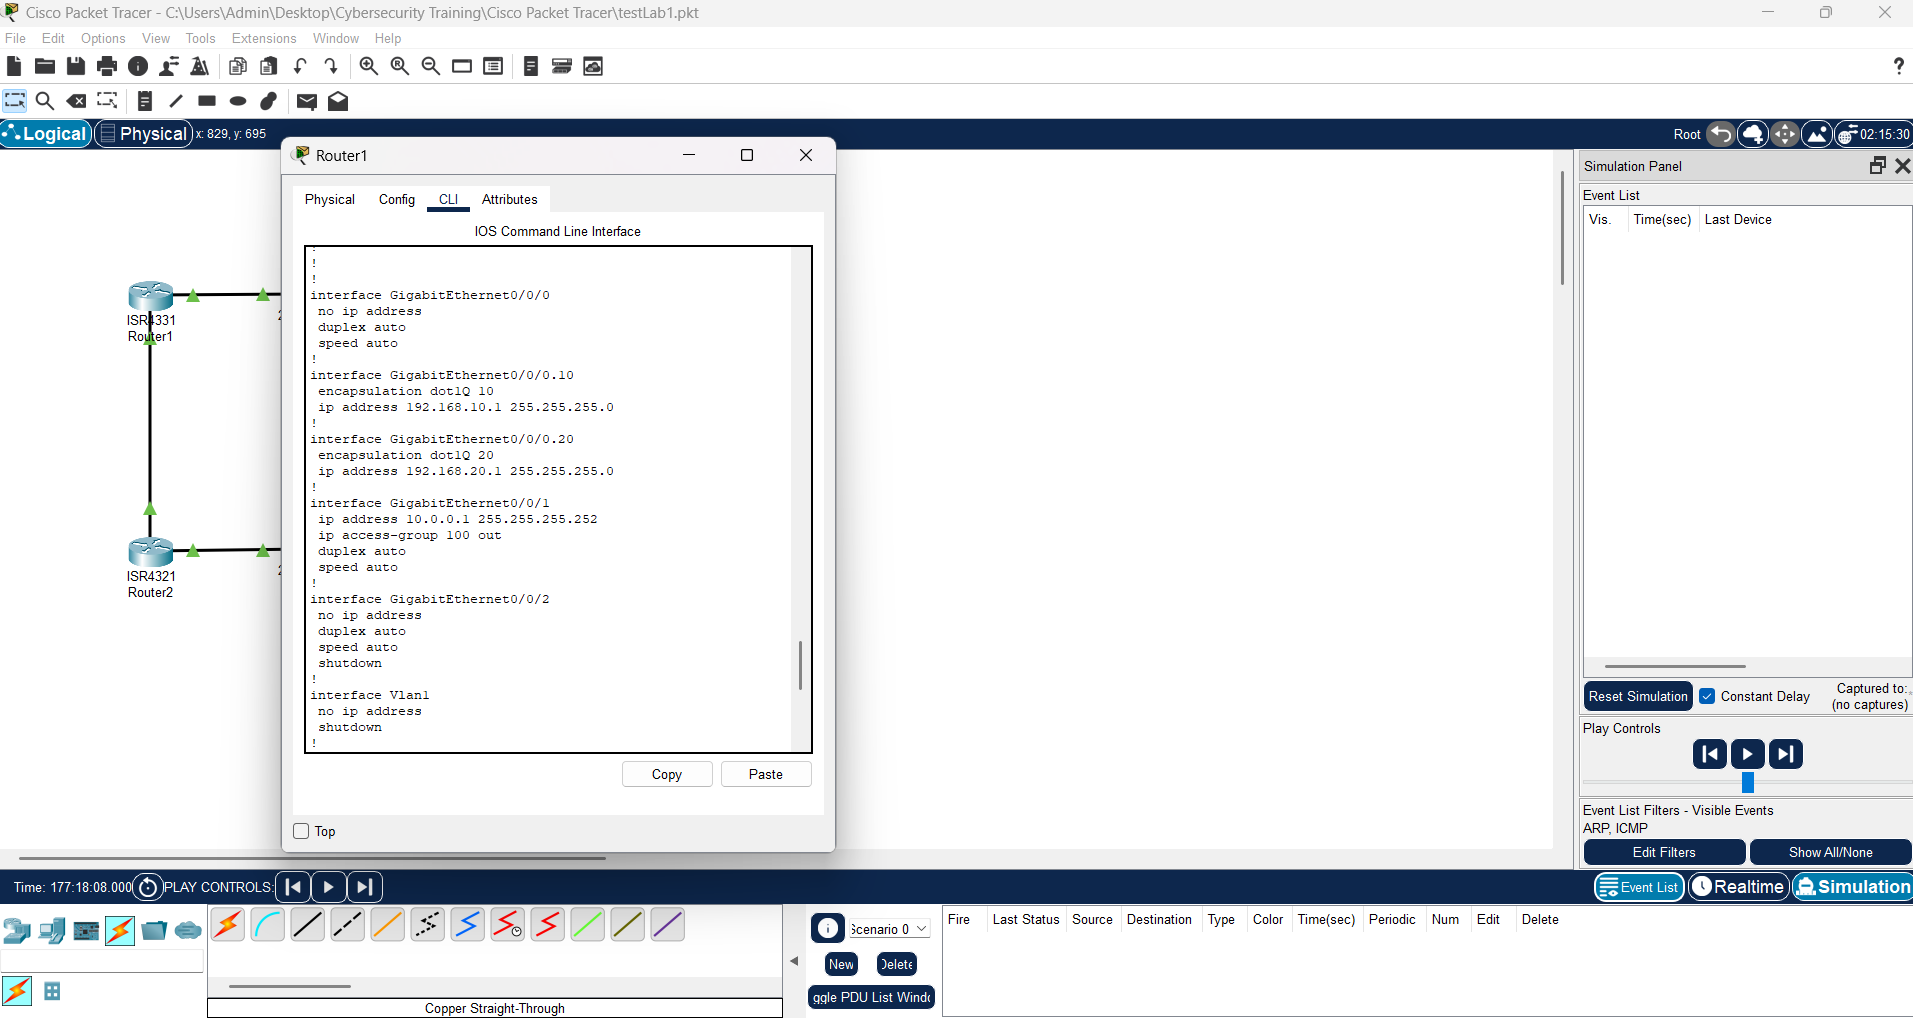 Cisco Packet Tracer - C:\Users\Admin\Desktop\Cybersecurity Training\Cisco Packet Tracer\testLab1.pkt
File Edit Options View Tools Extensions Window Help
?
Logical Physical x: 829, y: 695 Root 02:15:30
Router1
Physical Config CLI Attributes
IOS Command Line Interface
!
!
!
interface GigabitEthernet0/0/0
no ip address
duplex auto
speed auto
!
interface GigabitEthernet0/0/0.10
encapsulation dot1Q 10
ip address 192.168.10.1 255.255.255.0
!
interface GigabitEthernet0/0/0.20
encapsulation dot1Q 20
ip address 192.168.20.1 255.255.255.0
!
interface GigabitEthernet0/0/1
ip address 10.0.0.1 255.255.255.252
ip access-group 100 out
duplex auto
speed auto
!
interface GigabitEthernet0/0/2
no ip address
duplex auto
speed auto
shutdown
!
interface Vlan1
no ip address
shutdown
!
Copy Paste
Top
ISR4331
Router1
ISR4321
Router2
Simulation Panel
Event List
Vis. Time(sec) Last Device
Reset Simulation Constant Delay Captured to:
(no captures)
Play Controls
Event List Filters - Visible Events
ARP, ICMP
Edit Filters Show All/None
Time: 177:18:08.000 PLAY CONTROLS: Event List Realtime Simulation
Scenario 0
New Delete
ggle PDU List Wind
Fire Last Status Source Destination Type Color Time(sec) Periodic Num Edit Delete
Copper Straight-Through